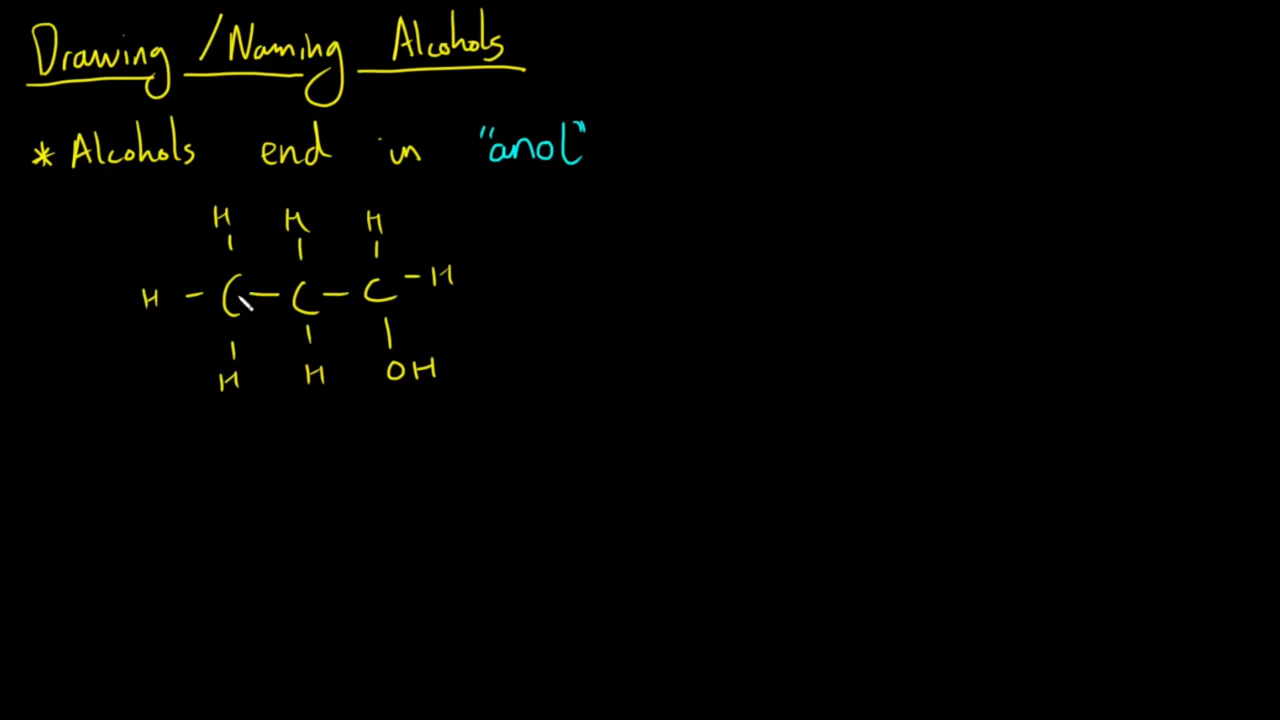 Drawing / Naming Alcohols
* Alcohols end in "anol"
H H H
H - C - C - C - H
H H OH